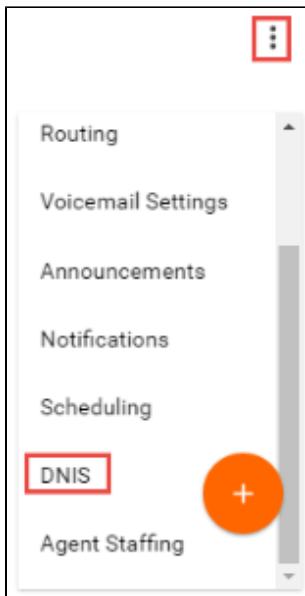 Routing
Voicemail Settings
Announcements
Notifications
Scheduling
DNIS
+
Agent Staffing